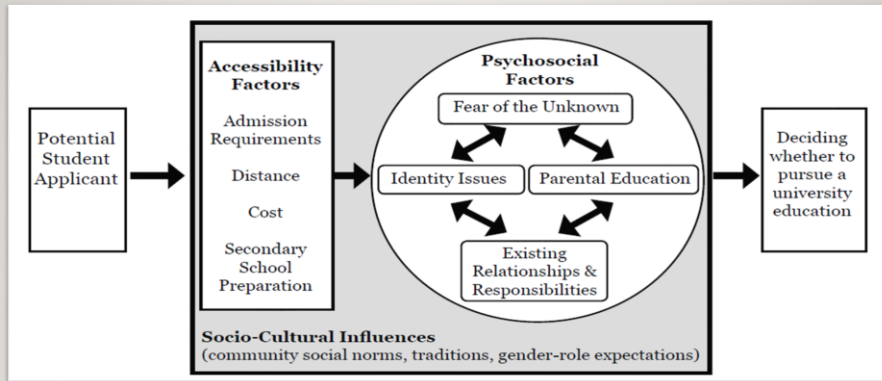 Potential
Student
Applicant
Accessibility
Factors
Admission
Requirements
Distance
Cost
Secondary
School
Preparation
Psychosocial
Factors
Fear of the Unknown
Identity Issues
Parental Education
Existing
Relationships &
Responsibilities
Socio-Cultural Influences
(community social norms, traditions, gender-role expectations)
Deciding
whether to
pursue a
university
education